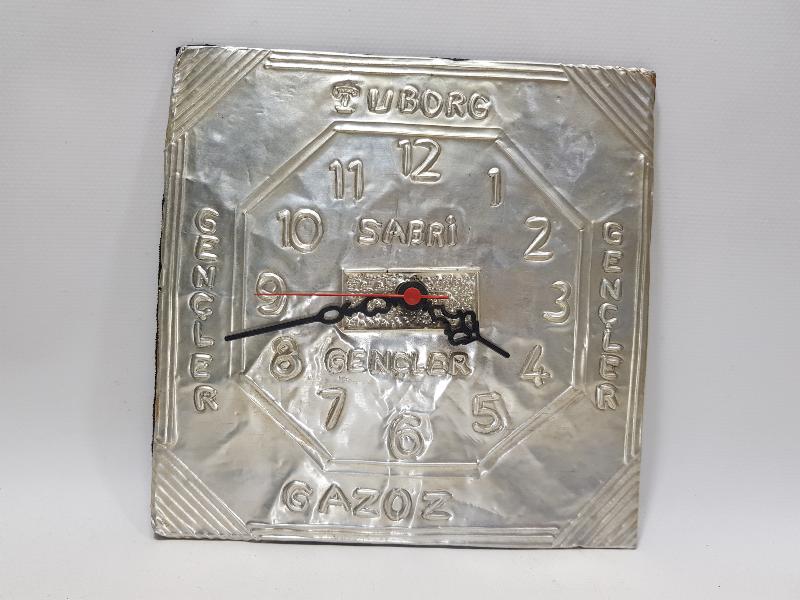 TUBORG
12
11
1
10
2
SABRİ
GENÇLER
GENÇLER
9
3
8
4
GENÇLER
7
5
6
GAZOZ